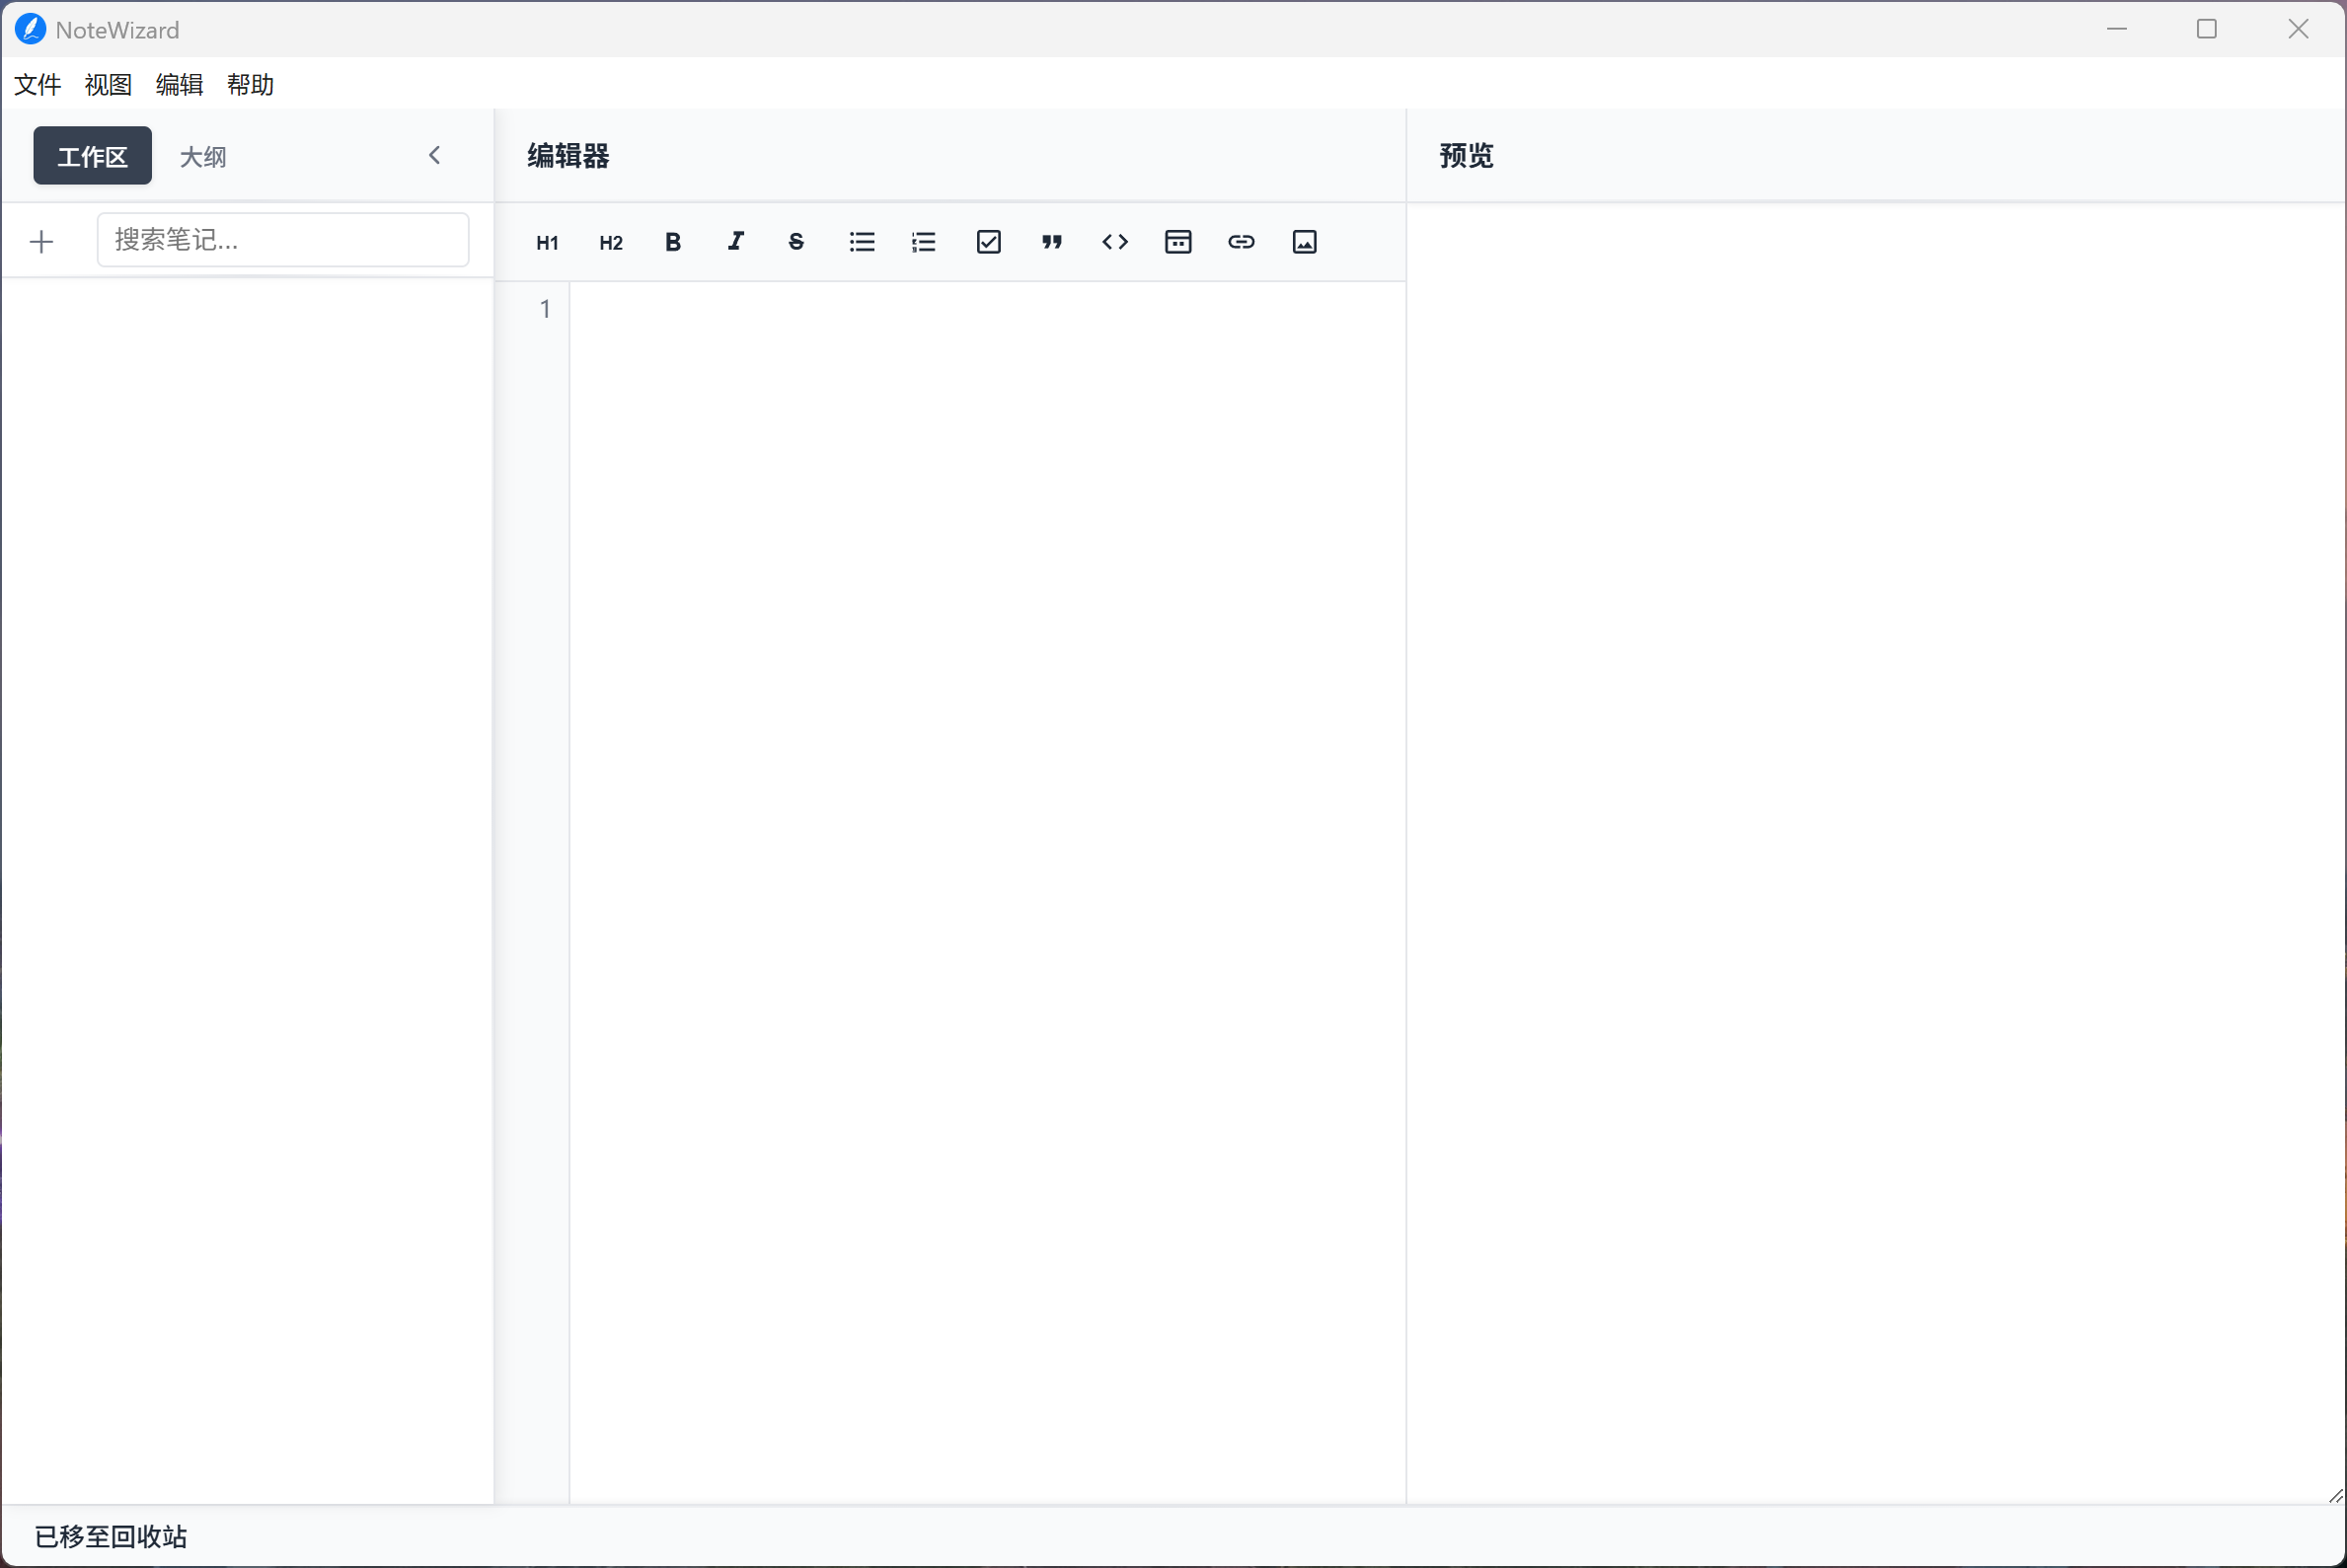 NoteWizard
文件 视图 编辑 帮助
工作区 大纲
编辑器
预览
搜索笔记...
H1 H2 B I S
1
已移至回收站